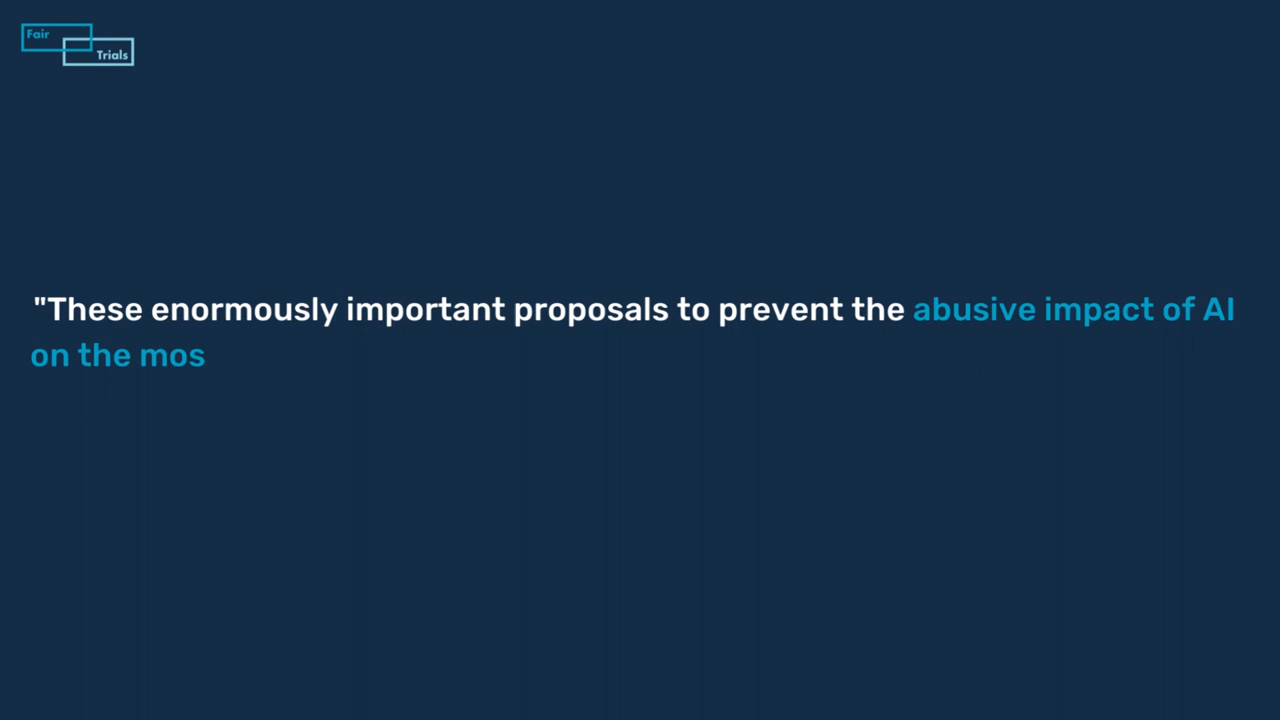 Fair
Trials
"These enormously important proposals to prevent the abusive impact of AI
on the mos